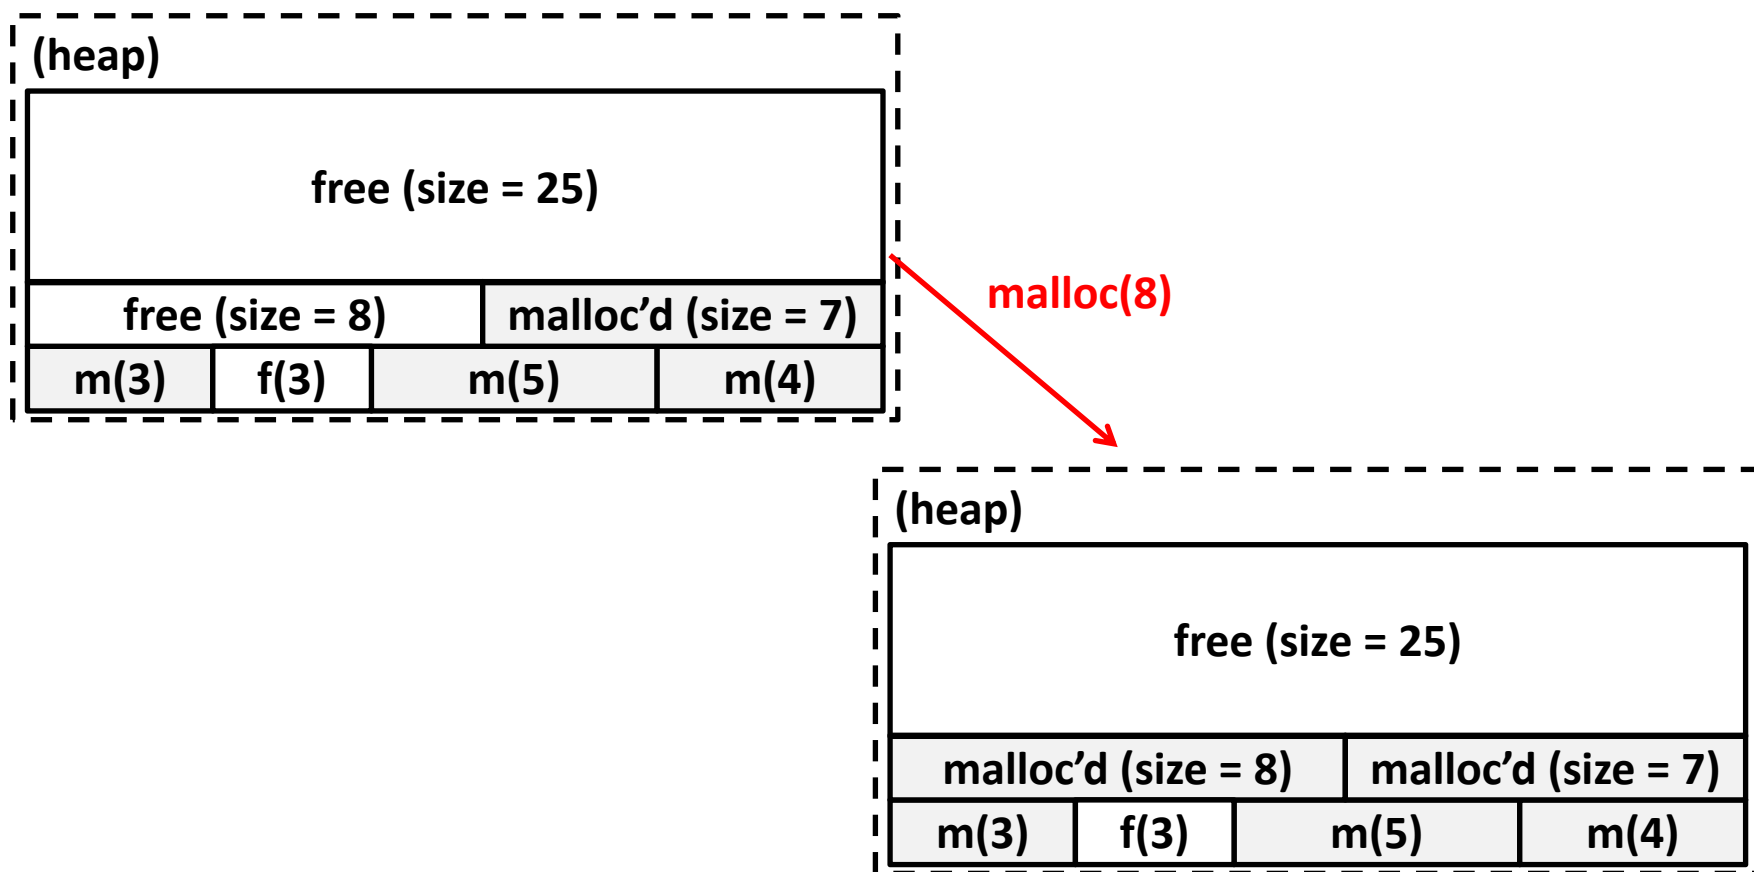 (heap)
free (size = 25)
free (size = 8) malloc’d (size = 7)
m(3) f(3) m(5) m(4)
malloc(8)
(heap)
free (size = 25)
malloc’d (size = 8) malloc’d (size = 7)
m(3) f(3) m(5) m(4)